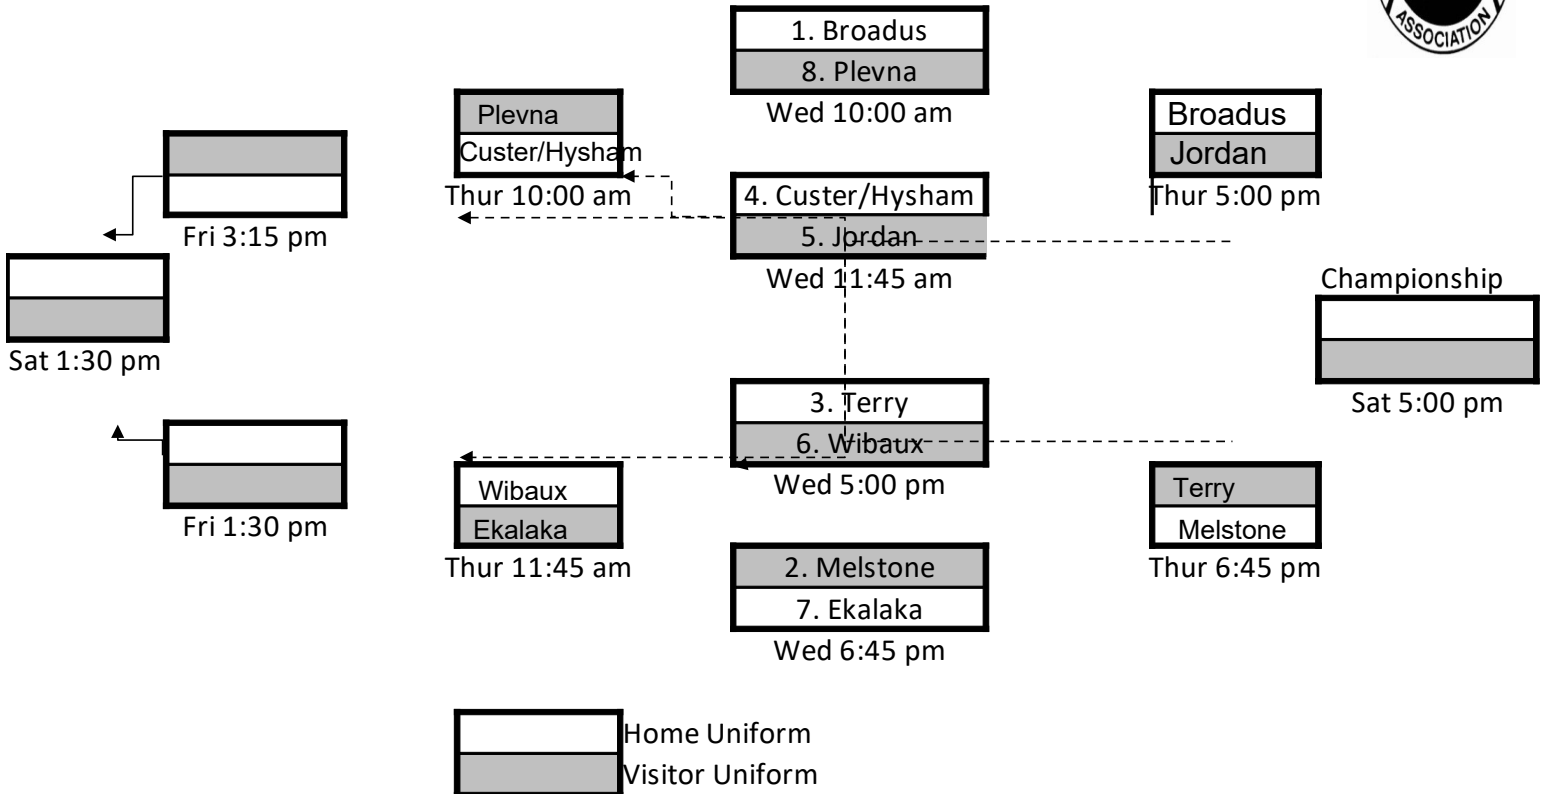 ASSOCIATION
1. Broadus
8. Plevna
Wed 10:00 am
Plevna
Custer/Hysham
Thur 10:00 am
Broadus
Jordan
Thur 5:00 pm
4. Custer/Hysham
5. Jordan
Wed 11:45 am
Fri 3:15 pm
Sat 1:30 pm
Championship
Sat 5:00 pm
3. Terry
6. Wibaux
Wed 5:00 pm
Fri 1:30 pm
Wibaux
Ekalaka
Thur 11:45 am
Terry
Melstone
Thur 6:45 pm
2. Melstone
7. Ekalaka
Wed 6:45 pm
Home Uniform
Visitor Uniform